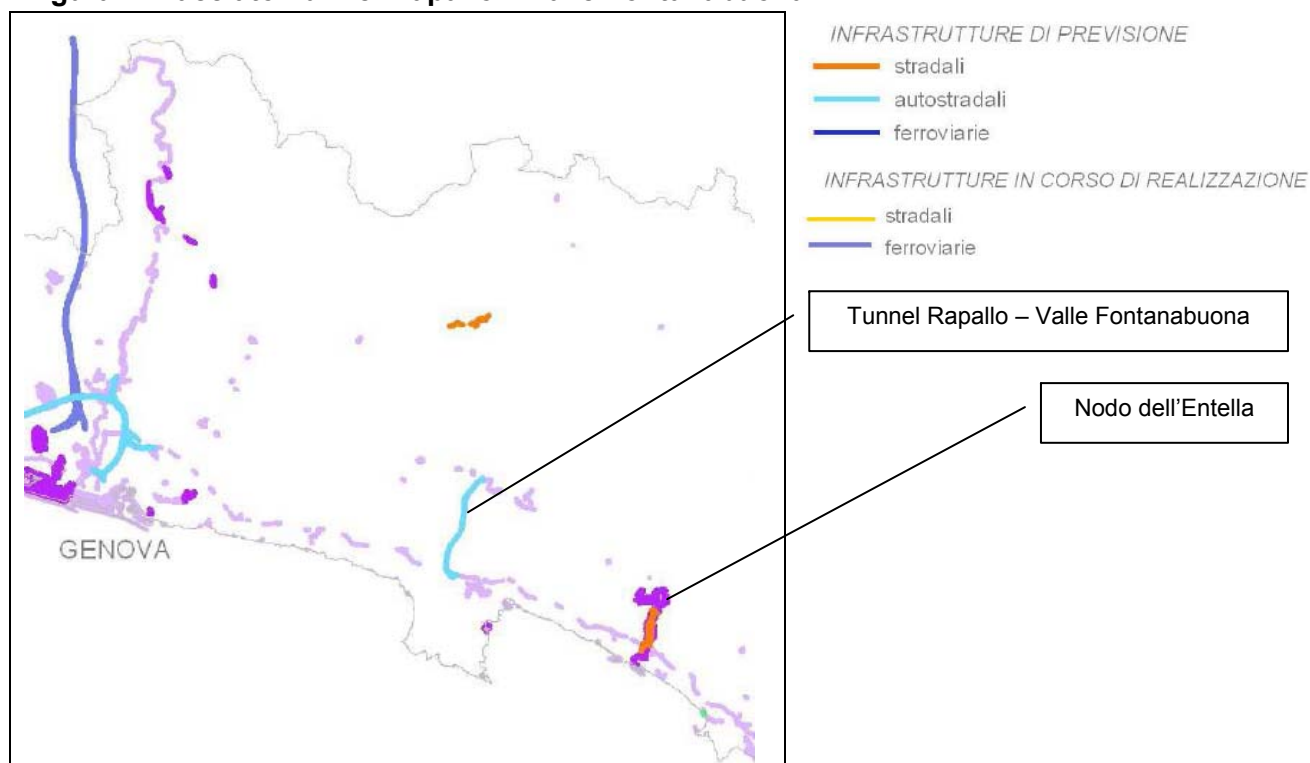 INFRASTRUTTURE DI PREVISIONE
stradali
autostradali
ferroviarie
INFRASTRUTTURE IN CORSO DI REALIZZAZIONE
stradali
ferroviarie
Tunnel Rapallo – Valle Fontanabuona
Nodo dell'Entella
GENOVA